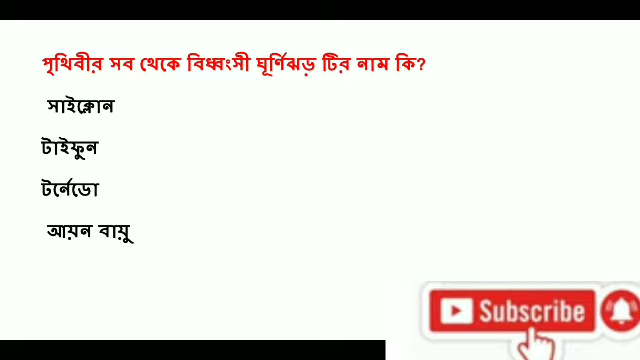 পৃথিবীর সব থেকে বিধ্বংসী ঘূর্ণিঝড় টির নাম কি?
সাইক্লোন
টাইফুন
টর্নেডো
আয়ন বায়ু
Subscribe